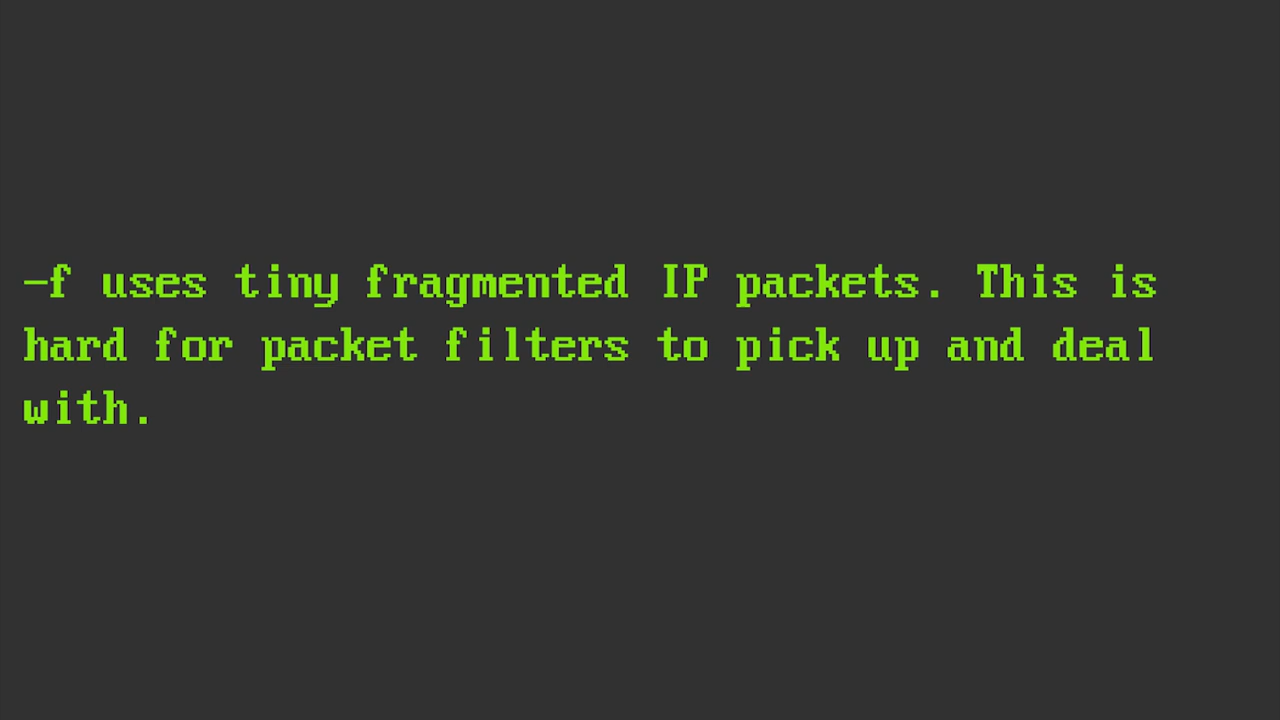 -f uses tiny fragmented IP packets. This is
hard for packet filters to pick up and deal
with.